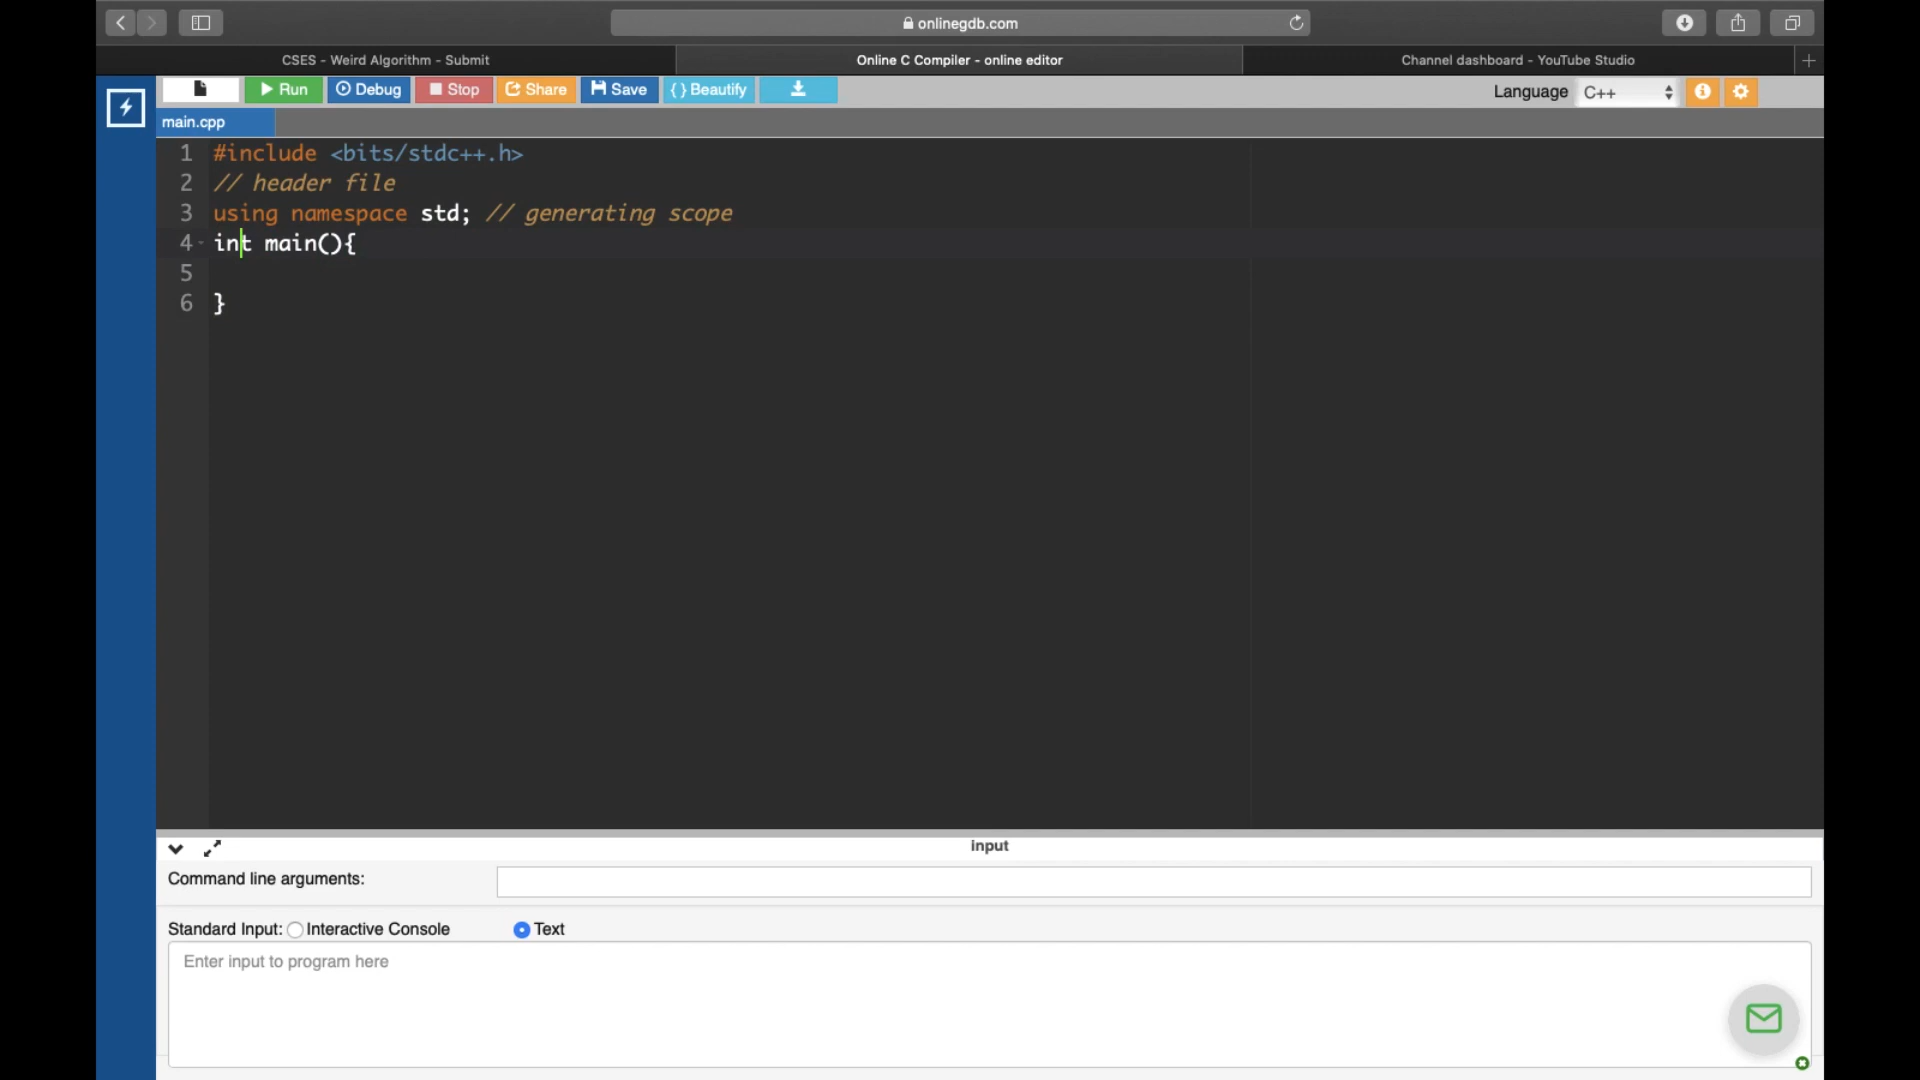 onlinegdb.com
CSES - Weird Algorithm - Submit
Online C Compiler - online editor
Channel dashboard - YouTube Studio
Run
Debug
Stop
Share
Save
{} Beautify
Language
C++
main.cpp
1 #include <bits/stdc++.h>
2 // header file
3 using namespace std; // generating scope
4 int main(){
5
6 }
input
Command line arguments:
Standard Input: Interactive Console Text
Enter input to program here